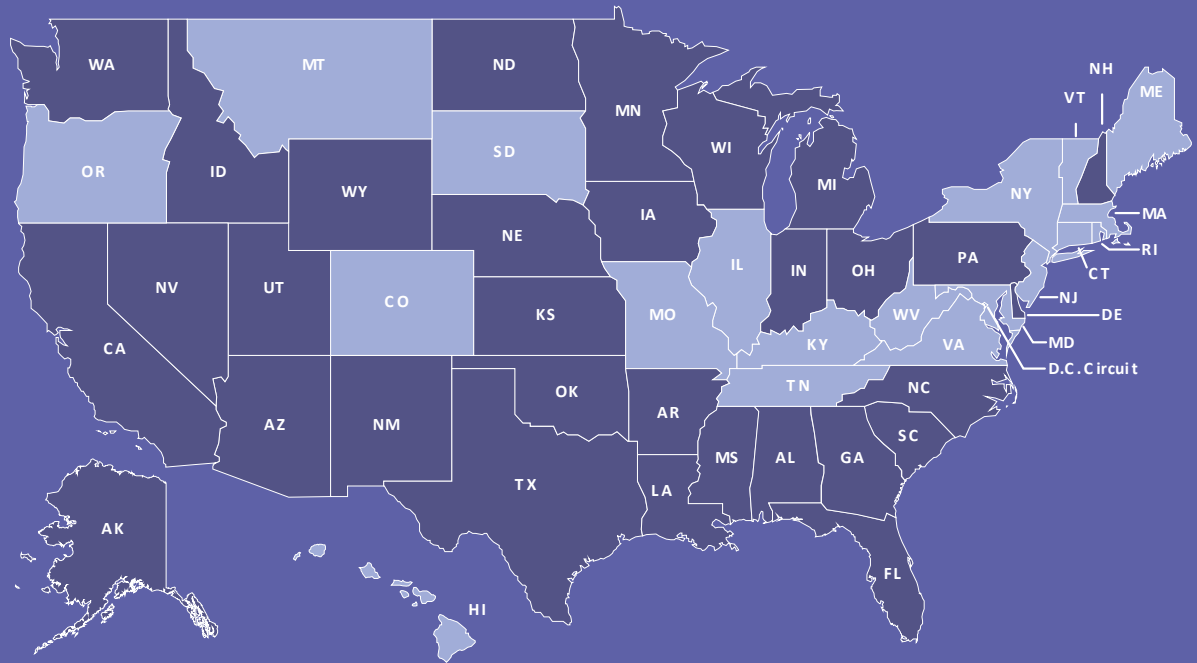 NH
WA
MT
ND
ME
VT
MN
WI
SD
OR
ID
MI
WY
NY
IA
MA
NE
RI
PA
IL
IN
OH
CT
NV
UT
CO
NJ
KS
MO
WV
DE
CA
KY
VA
MD
D.C. Circuit
TN
OK
NC
AR
AZ
NM
SC
MS
AL
GA
TX
LA
AK
FL
HI